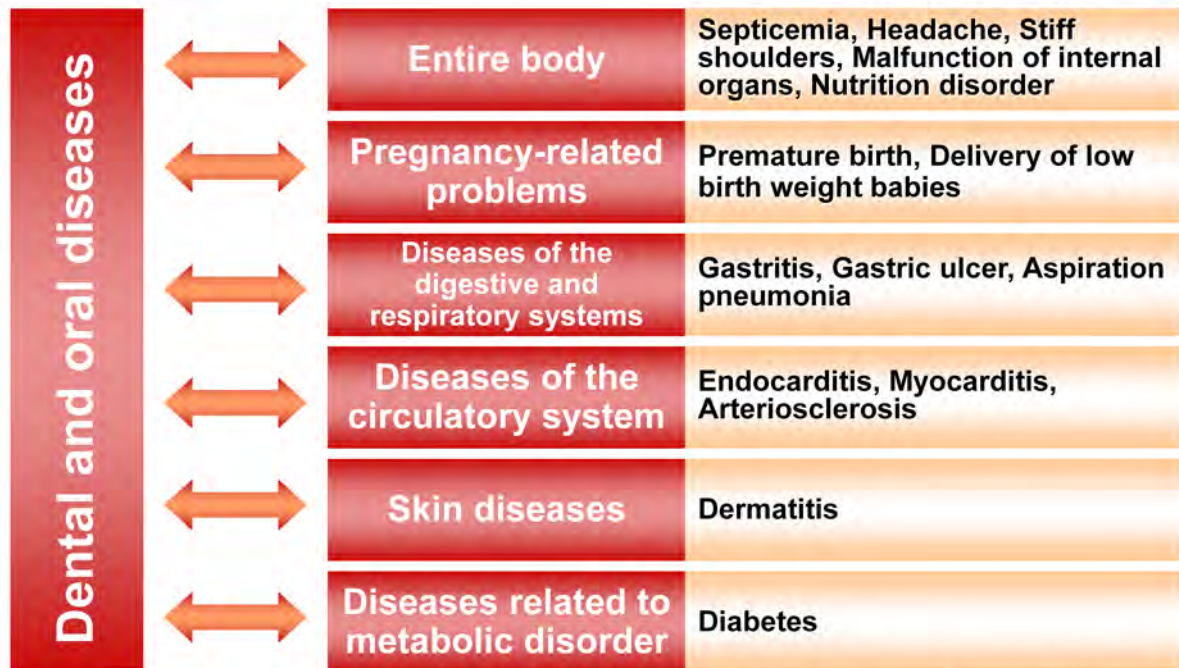 Dental and oral diseases
Entire body
Septicemia, Headache, Stiff
shoulders, Malfunction of internal
organs, Nutrition disorder
Pregnancy-related
problems
Premature birth, Delivery of low
birth weight babies
Diseases of the
digestive and
respiratory systems
Gastritis, Gastric ulcer, Aspiration
pneumonia
Diseases of the
circulatory system
Endocarditis, Myocarditis,
Arteriosclerosis
Skin diseases
Dermatitis
Diseases related to
metabolic disorder
Diabetes